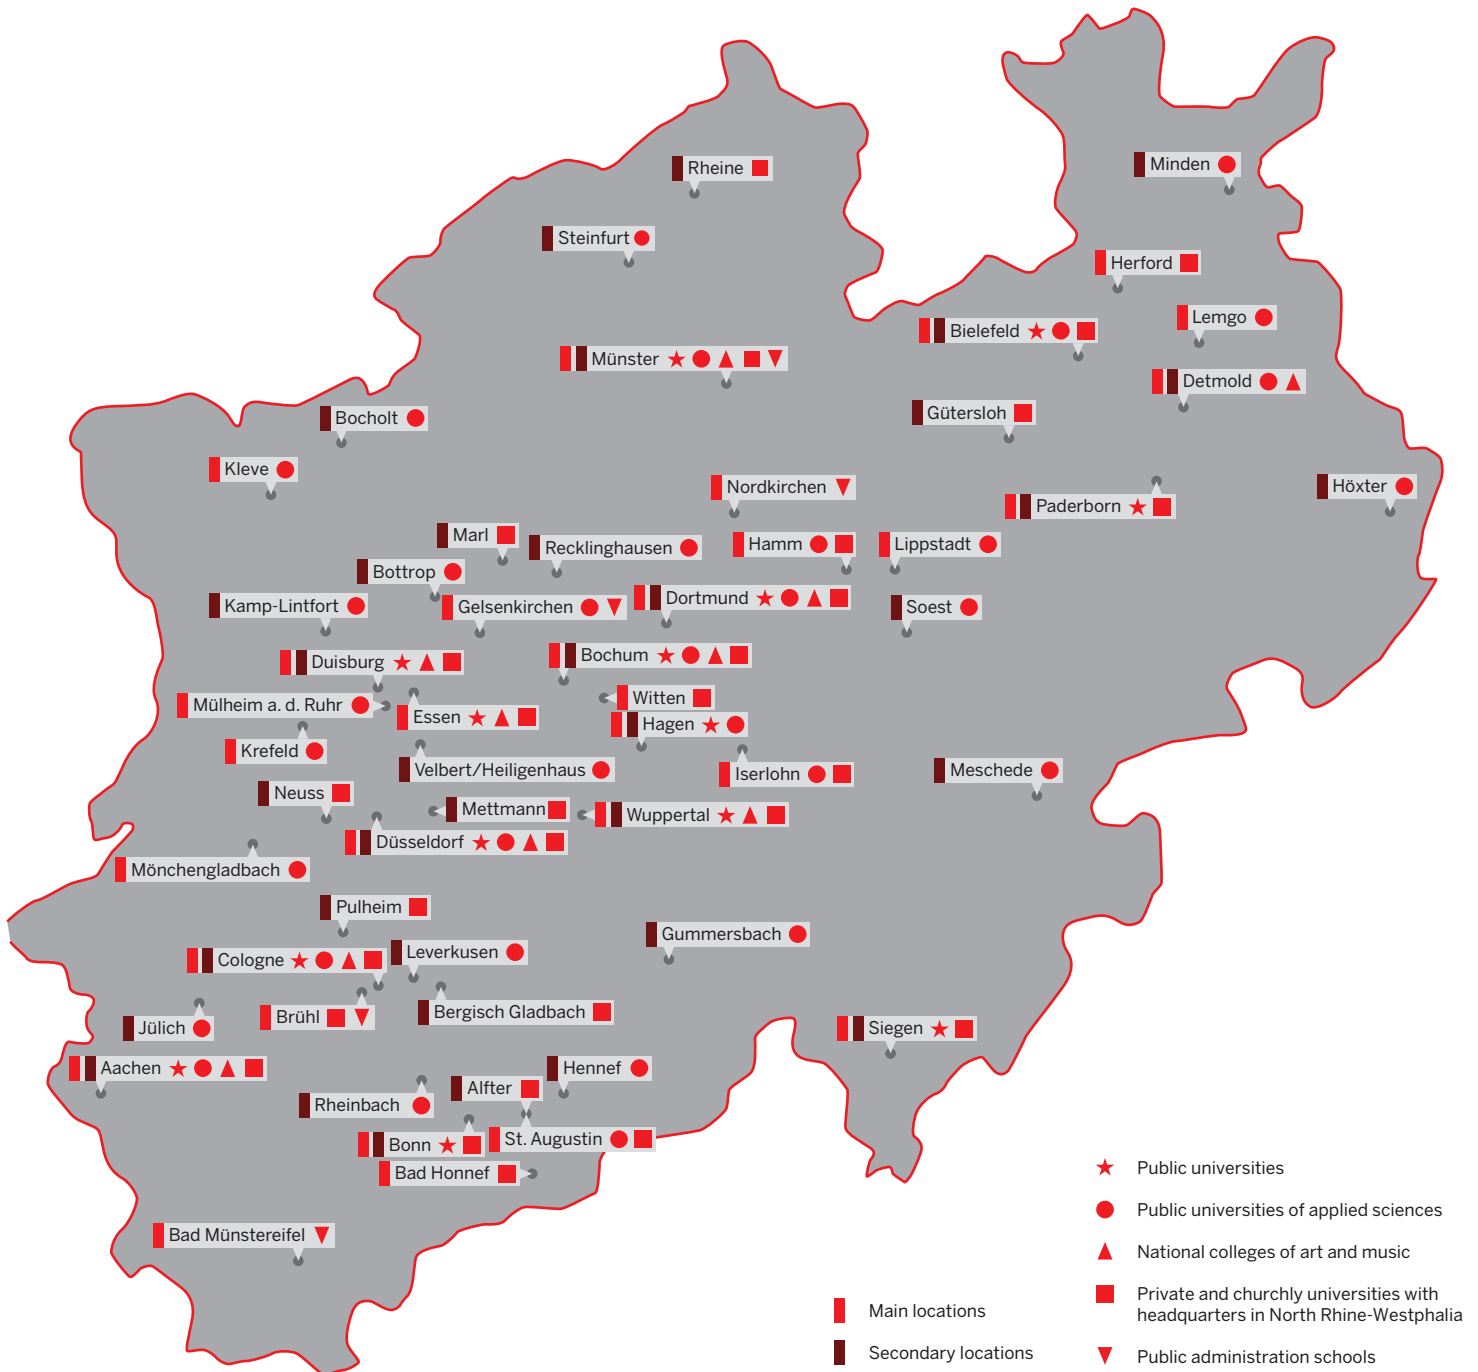 Rheine
Minden
Steinfurt
Herford
Lemgo
Bielefeld
Münster
Detmold
Gütersloh
Bocholt
Kleve
Nordkirchen
Höxter
Paderborn
Marl
Recklinghausen
Hamm
Lippstadt
Bottrop
Kamp-Lintfort
Gelsenkirchen
Dortmund
Soest
Duisburg
Bochum
Witten
Mülheim a. d. Ruhr
Essen
Hagen
Krefeld
Velbert/Heiligenhaus
Iserlohn
Meschede
Neuss
Mettmann
Wuppertal
Düsseldorf
Mönchengladbach
Pulheim
Gummersbach
Cologne
Leverkusen
Brühl
Bergisch Gladbach
Jülich
Siegen
Aachen
Hennef
Alfter
Rheinbach
Bonn
St. Augustin
Bad Honnef
Bad Münstereifel
Main locations
Secondary locations
Public universities
Public universities of applied sciences
National colleges of art and music
Private and churchly universities with
headquarters in North Rhine-Westphalia
Public administration schools